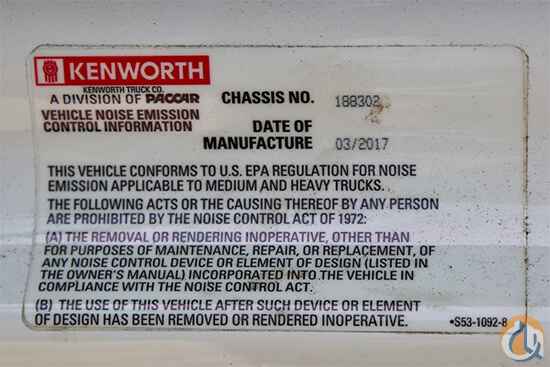 KENWORTH
KENWORTH TRUCK CO.
A DIVISION OF PACCAR
VEHICLE NOISE EMISSION
CONTROL INFORMATION
CHASSIS NO. 188302
DATE OF
MANUFACTURE 03/2017
THIS VEHICLE CONFORMS TO U.S. EPA REGULATION FOR NOISE
EMISSION APPLICABLE TO MEDIUM AND HEAVY TRUCKS.
THE FOLLOWING ACTS OR THE CAUSING THEREOF BY ANY PERSON
ARE PROHIBITED BY THE NOISE CONTROL ACT OF 1972:
(A) THE REMOVAL OR RENDERING INOPERATIVE, OTHER THAN
FOR PURPOSES OF MAINTENANCE, REPAIR, OR REPLACEMENT, OF
ANY NOISE CONTROL DEVICE OR ELEMENT OF DESIGN (LISTED IN
THE OWNER'S MANUAL) INCORPORATED INTO THE VEHICLE IN
COMPLIANCE WITH THE NOISE CONTROL ACT.
(B) THE USE OF THIS VEHICLE AFTER SUCH DEVICE OR ELEMENT
OF DESIGN HAS BEEN REMOVED OR RENDERED INOPERATIVE.
*S53-1092-8